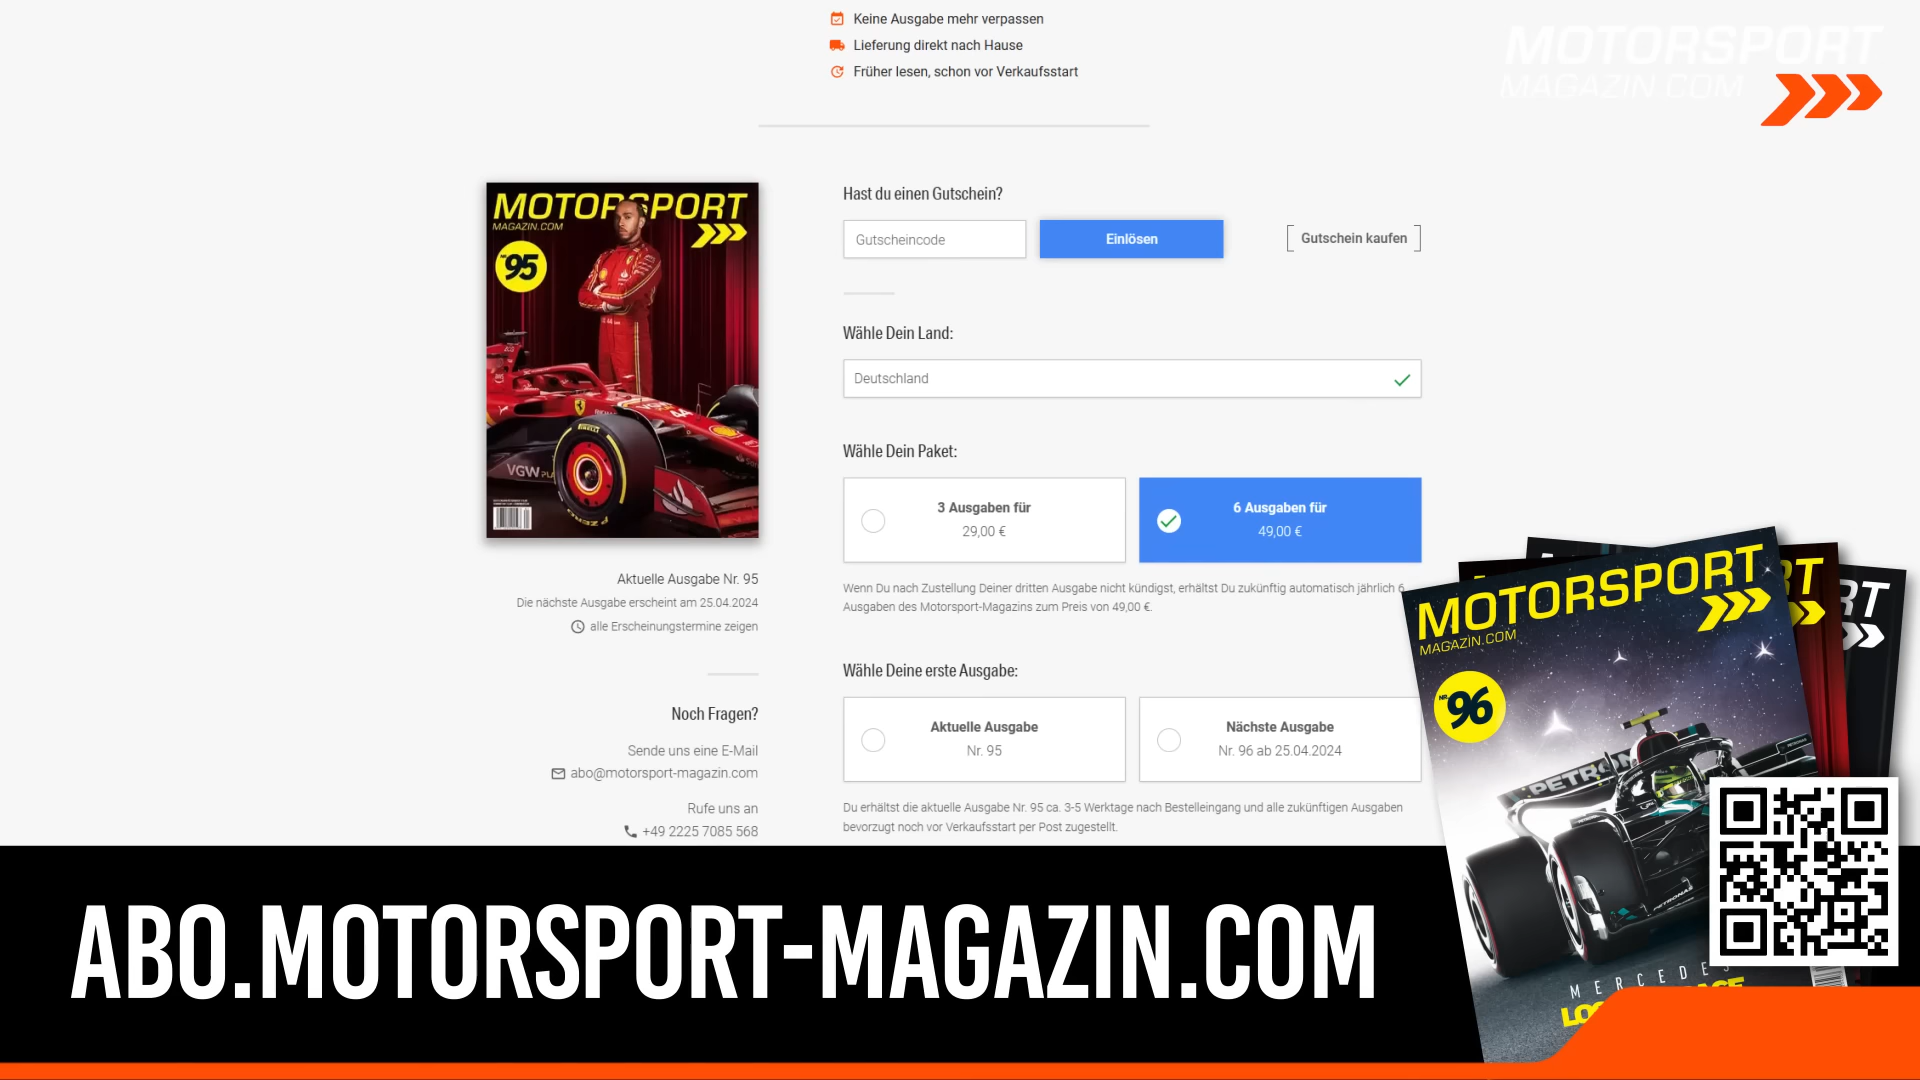 Keine Ausgabe mehr verpassen
Lieferung direkt nach Hause
Früher lesen, schon vor Verkaufsstart
MOTORSPORT
MAGAZIN.COM
MOTORSPORT
MAGAZIN.COM
NR. 95
Aktuelle Ausgabe Nr. 95
Die nächste Ausgabe erscheint am 25.04.2024
alle Erscheinungstermine zeigen
Noch Fragen?
Sende uns eine E-Mail
abo@motorsport-magazin.com
Rufe uns an
+49 2225 7085 568
Hast du einen Gutschein?
Gutscheincode
Einlösen
Gutschein kaufen
Wähle Dein Land:
Deutschland
Wähle Dein Paket:
3 Ausgaben für
29,00 €
6 Ausgaben für
49,00 €
Wenn Du nach Zustellung Deiner dritten Ausgabe nicht kündigst, erhältst Du zukünftig automatisch jährlich 6
Ausgaben des Motorsport-Magazins zum Preis von 49,00 €.
Wähle Deine erste Ausgabe:
Aktuelle Ausgabe
Nr. 95
Nächste Ausgabe
Nr. 96 ab 25.04.2024
Du erhältst die aktuelle Ausgabe Nr. 95 ca. 3-5 Werktage nach Bestelleingang und alle zukünftigen Ausgaben
bevorzugt noch vor Verkaufsstart per Post zugestellt.
MOTORSPORT
MAGAZIN.COM
NR. 96
PETRON
MERCEDES
ABO.MOTORSPORT-MAGAZIN.COM